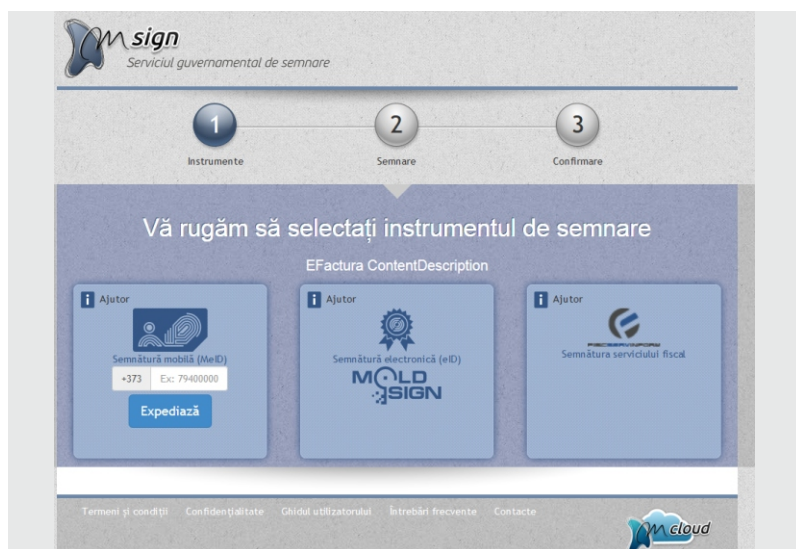 sign
Serviciul guvernamental de semnare
1
2
3
Instrumente
Semnare
Confirmare
Vă rugăm să selectați instrumentul de semnare
EFactura ContentDescription
i Ajutor
Semnătură mobilă (MeID)
+373
Ex: 79400000
Expediază
i Ajutor
Semnătură electronică (eID)
MOLD
SIGN
i Ajutor
FISCSERVINFORM
Semnătura serviciului fiscal
Termeni și condiții
Confidențialitate
Ghidul utilizatorului
Întrebări frecvente
Contacte
cloud